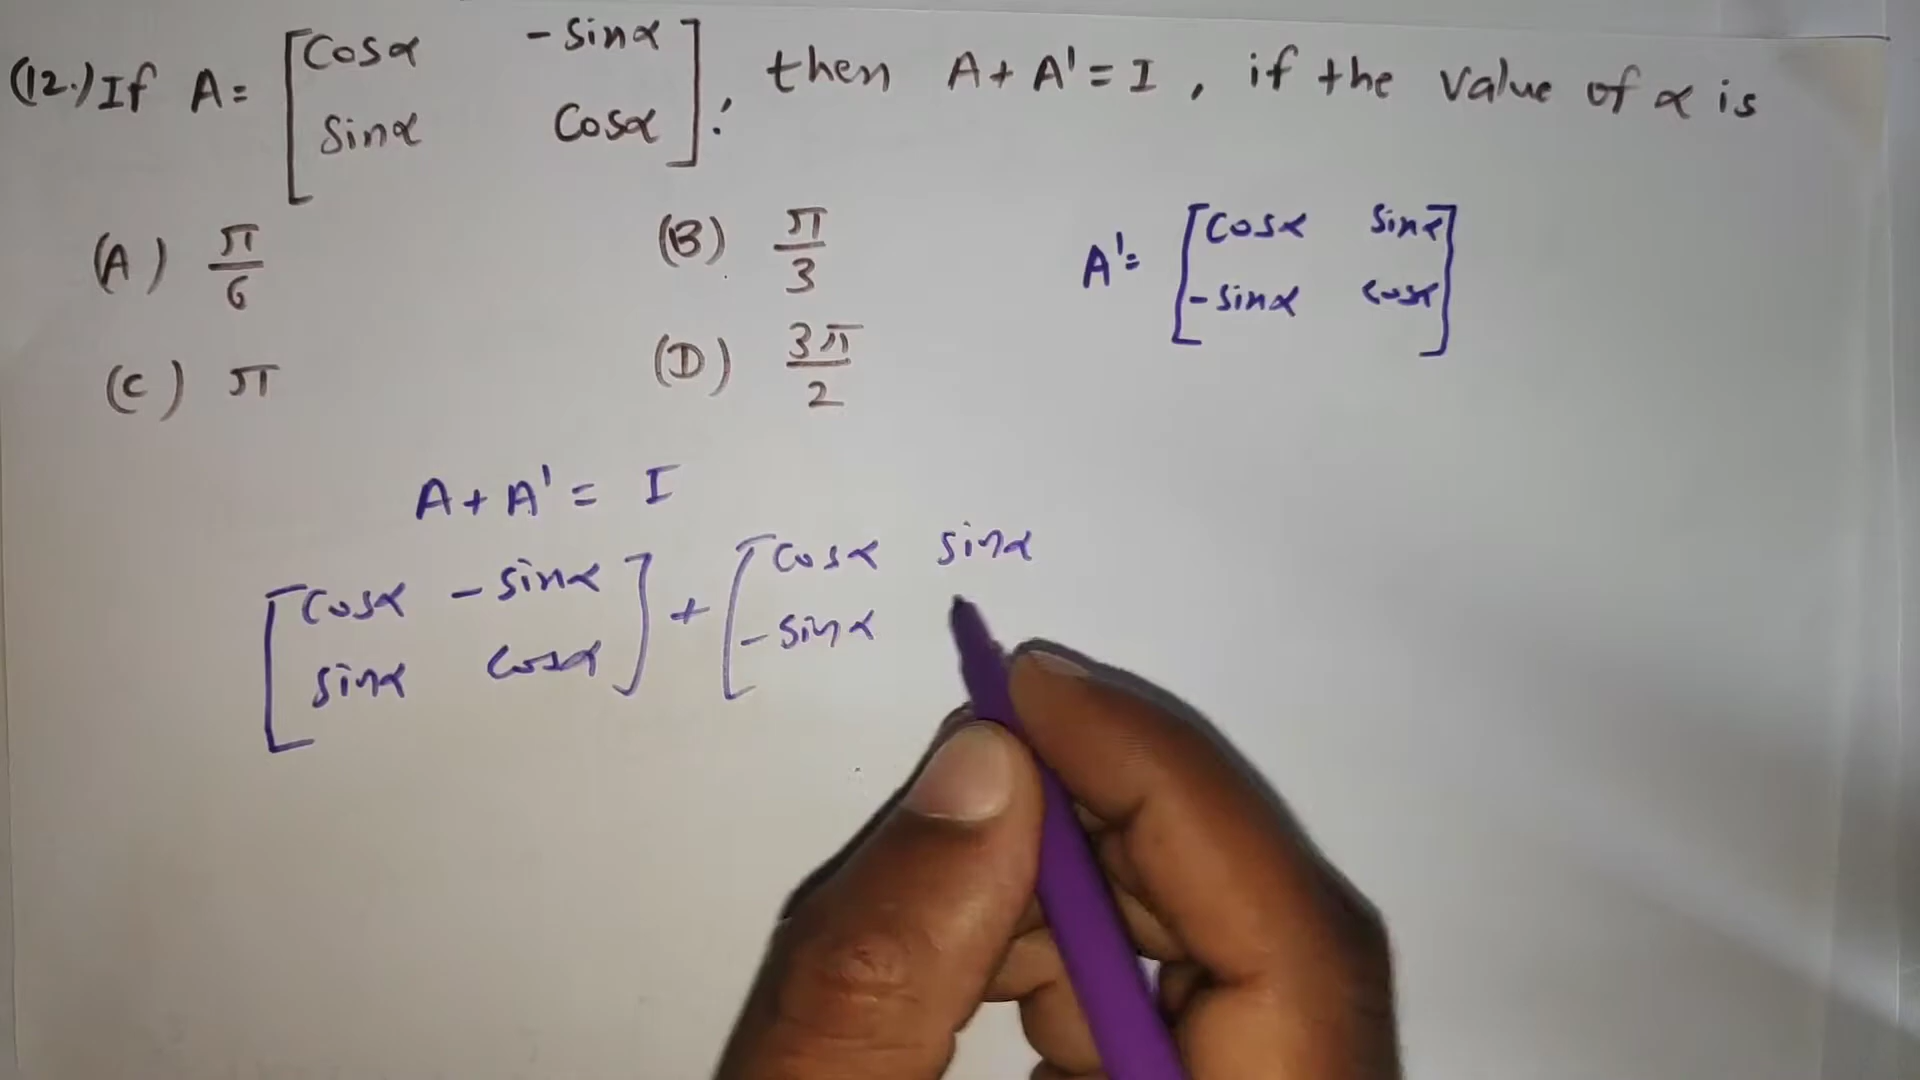 (12.) If A = [cosα -sinα
sinα cosα], then A + A' = I, if the value of α is
(A) π/6 (B) π/3
(C) π (D) 3π/2
A' = [cosα sinα
-sinα cosα]
A + A' = I
[cosα -sinα] + [cosα sinα
sinα cosα -sinα